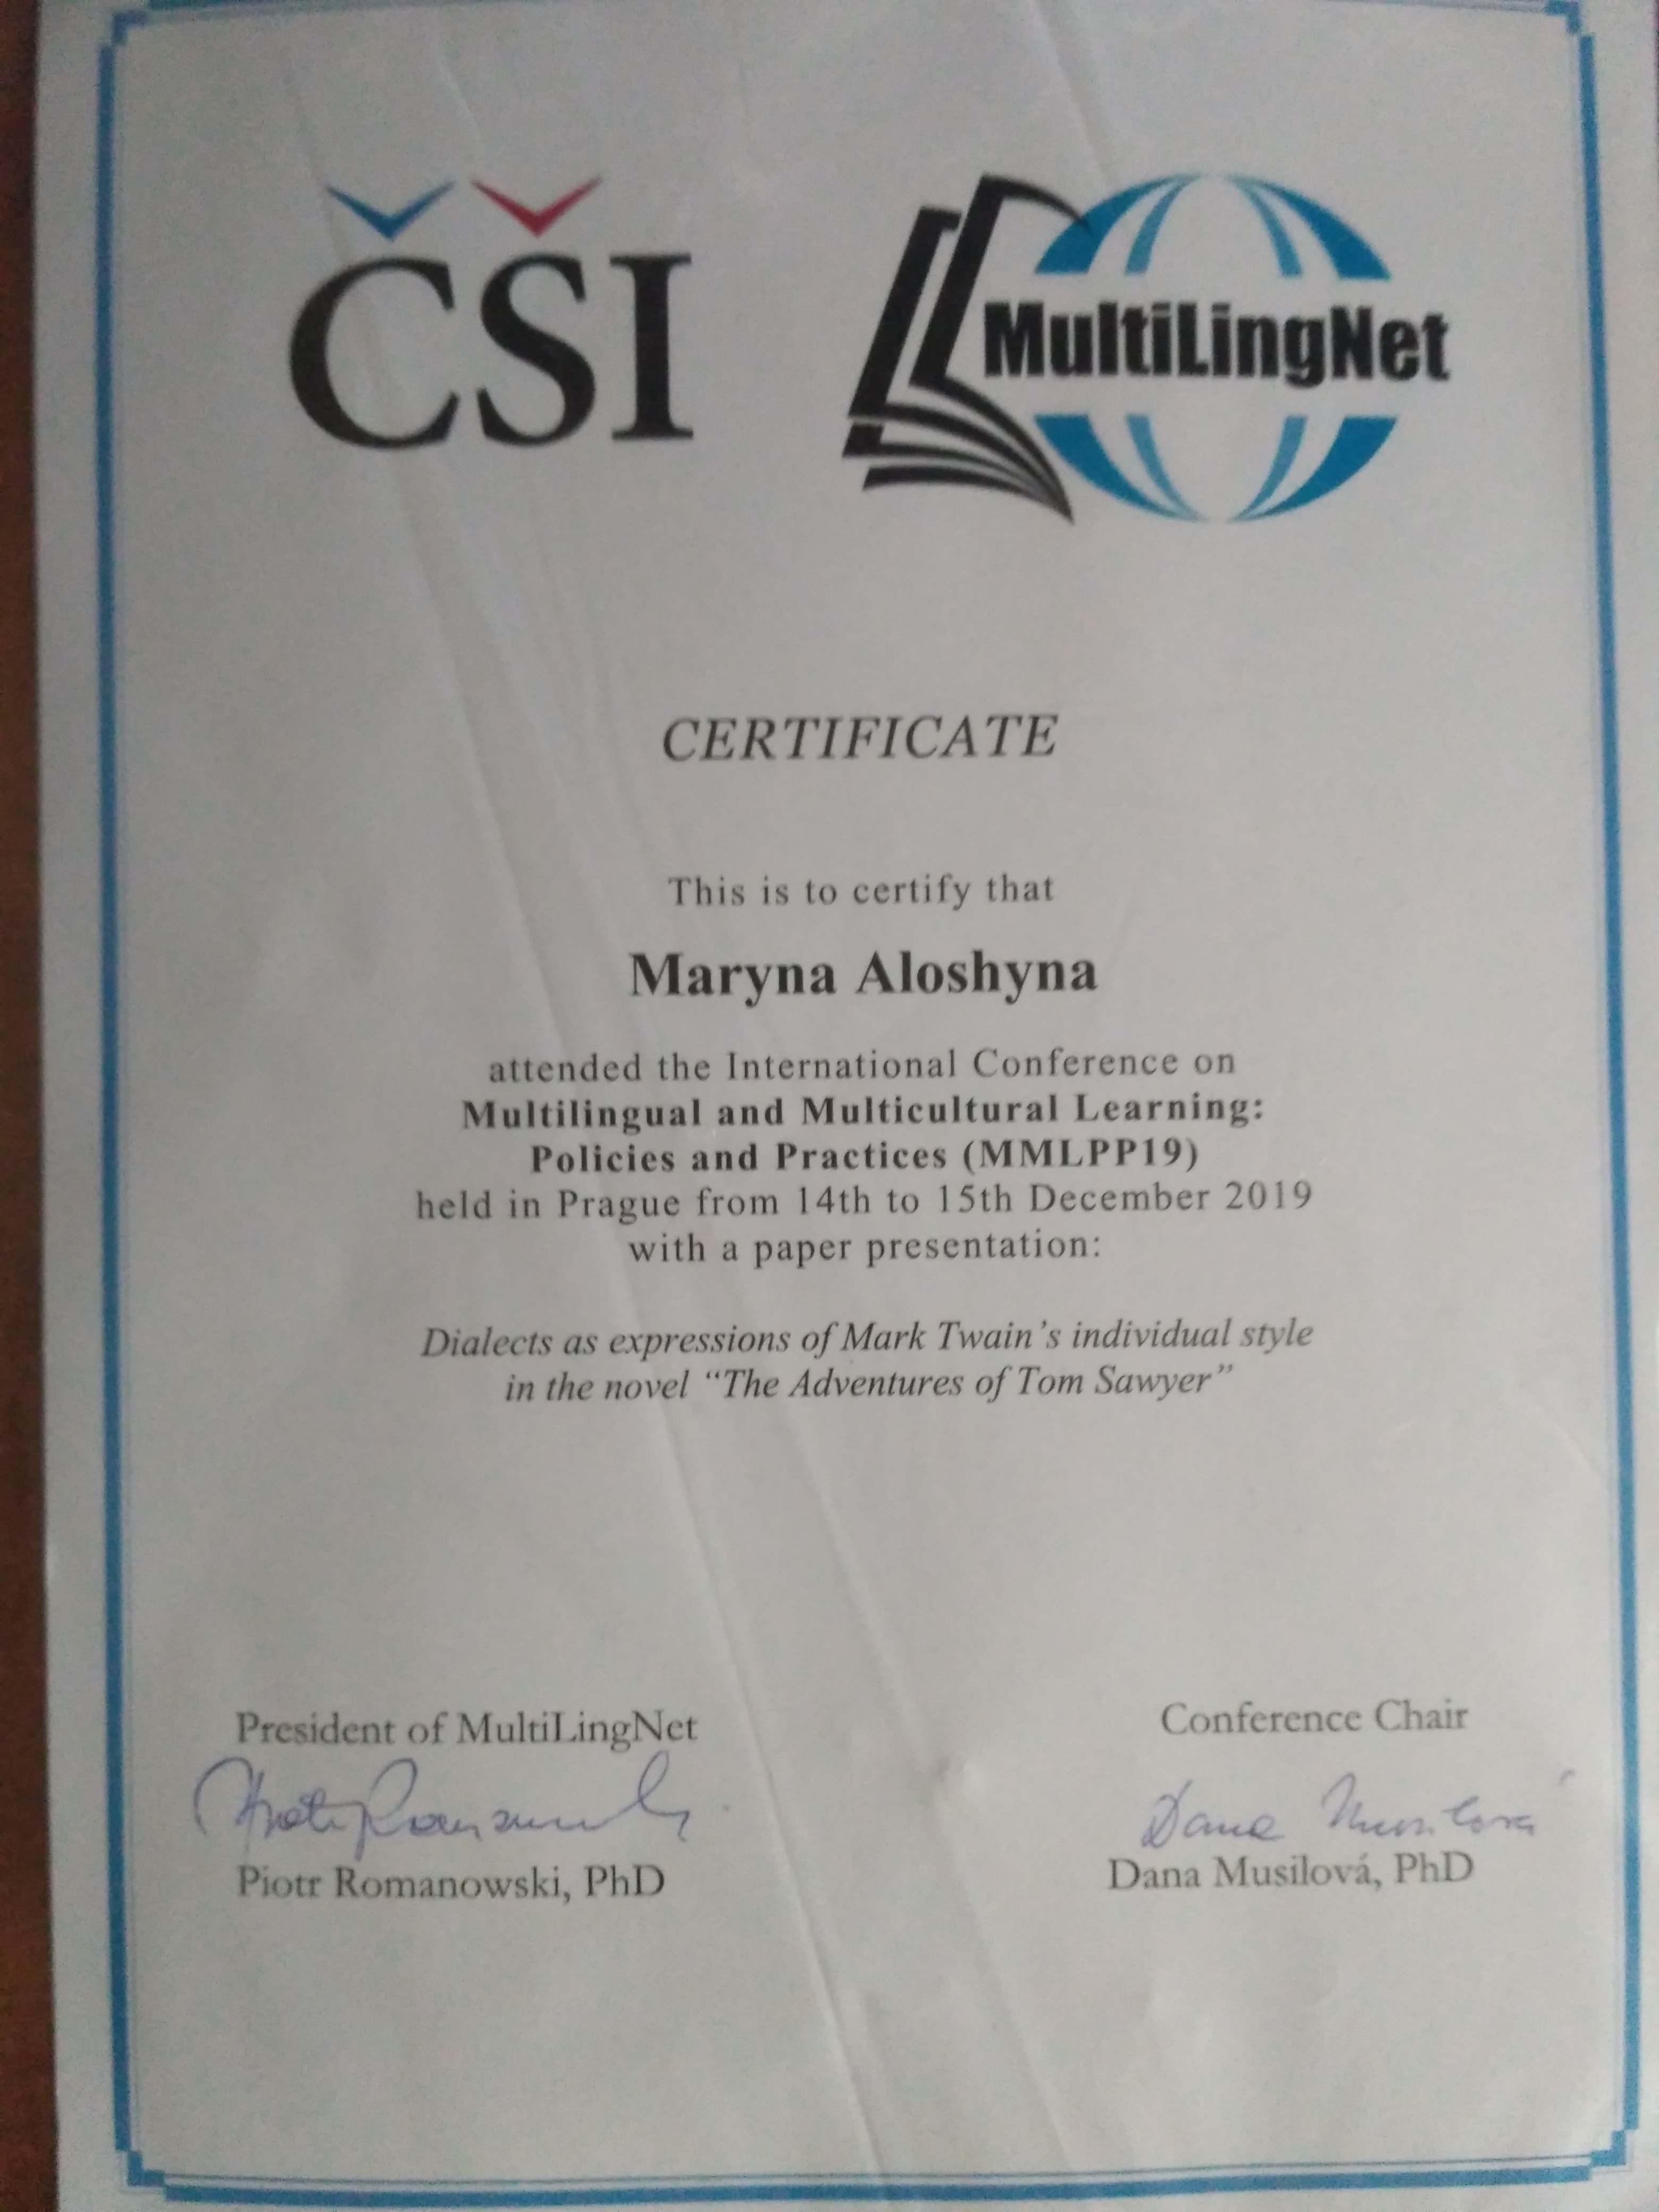 ČŠI
MultiLingNet
CERTIFICATE
This is to certify that
Maryna Aloshyna
attended the International Conference on
Multilingual and Multicultural Learning:
Policies and Practices (MMLPP19)
held in Prague from 14th to 15th December 2019
with a paper presentation:
Dialects as expressions of Mark Twain's individual style
in the novel “The Adventures of Tom Sawyer”
President of MultiLingNet
Conference Chair
Dana Musilová
Piotr Romanowski, PhD
Dana Musilová, PhD